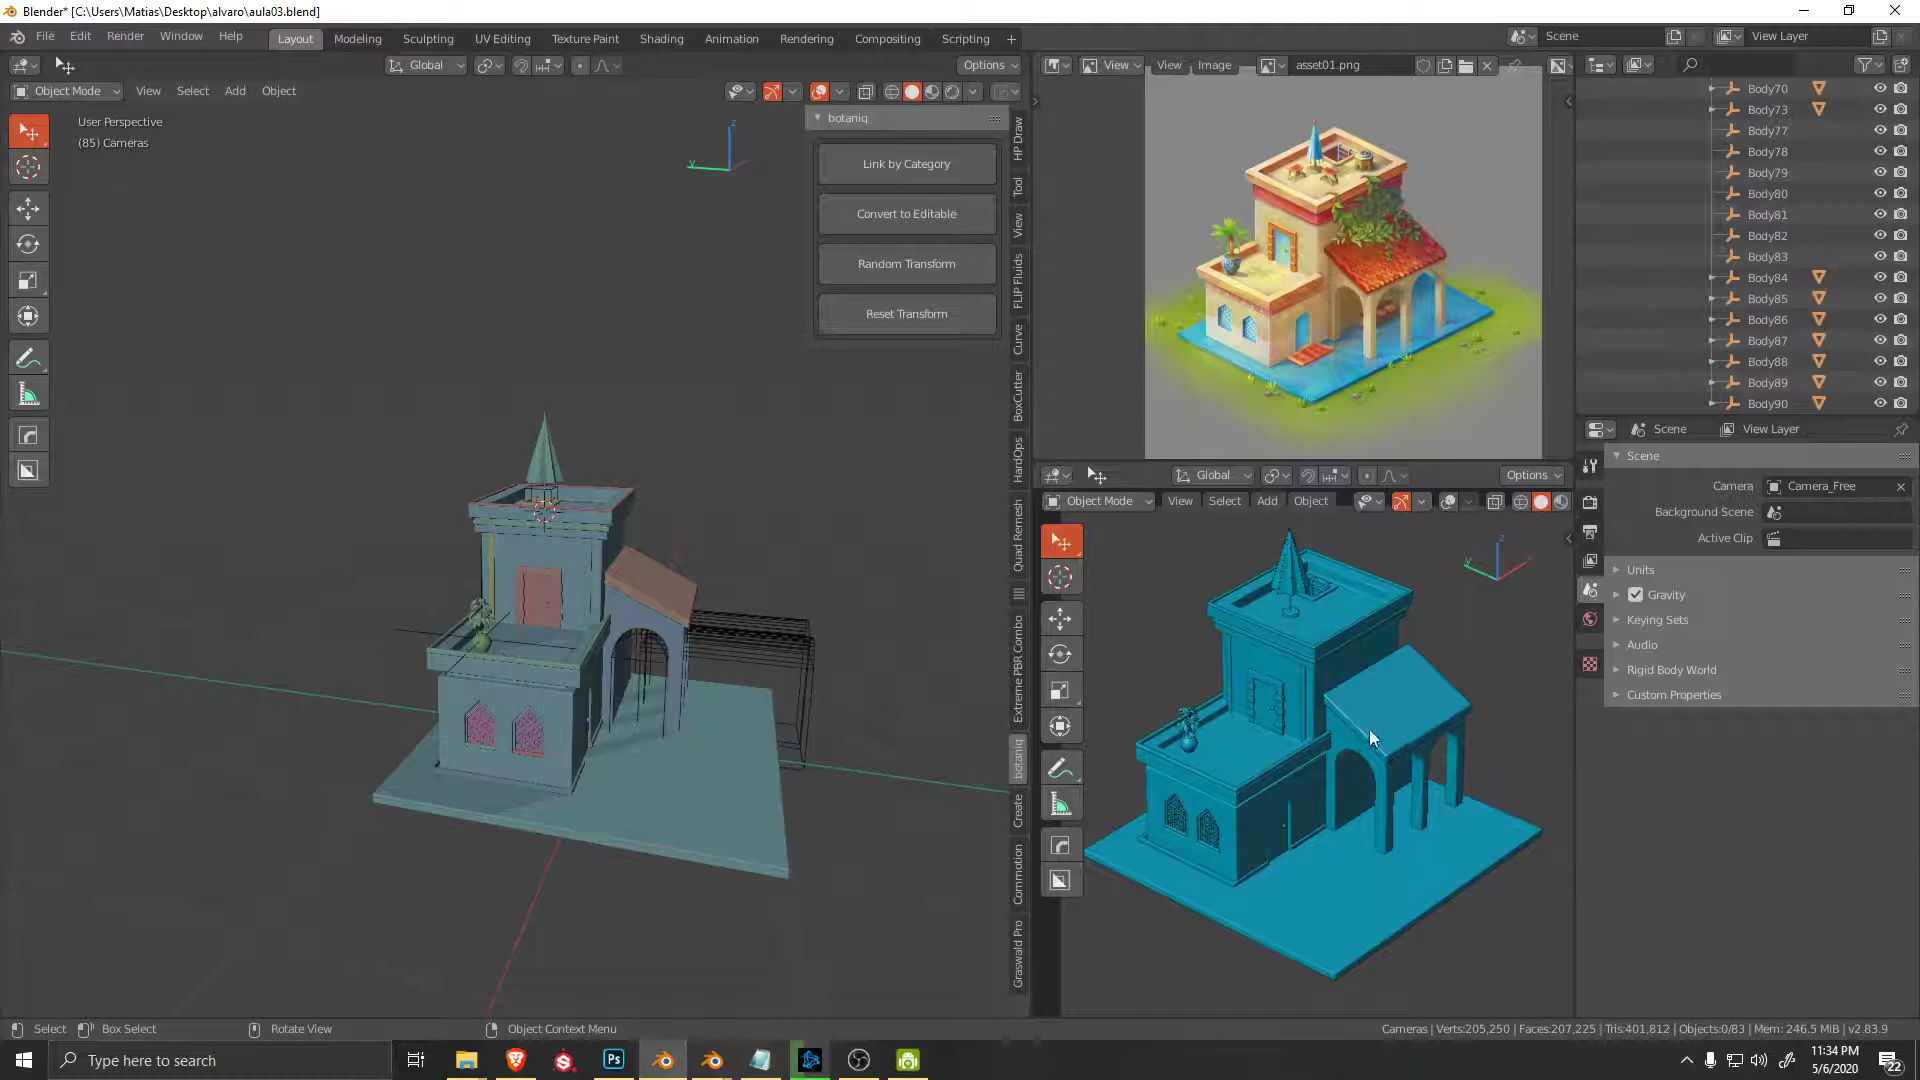 Blender* [C:\Users\Matias\Desktop\alvaro\aula03.blend]
File Edit Render Window Help Layout Modeling Sculpting UV Editing Texture Paint Shading Animation Rendering Compositing Scripting + Scene View Layer
Global Options View View Image asset01.png
Object Mode View Select Add Object
User Perspective
(85) Cameras
z
y
botaniq
Link by Category
Convert to Editable
Random Transform
Reset Transform
HP Draw
Tool
View
FLIP Fluids
Curve
BoxCutter
HardOps
Quad Remesh
Extreme PBR Combo
botaniq
Create
Commotion
Graswald Pro
Body70
Body73
Body77
Body78
Body79
Body80
Body81
Body82
Body83
Body84
Body85
Body86
Body87
Body88
Body89
Body90
Scene View Layer
Scene
Camera Camera_Free
Background Scene
Active Clip
Units
Gravity
Keying Sets
Audio
Rigid Body World
Custom Properties
Global Options
Object Mode View Select Add Object
z
y
Select Box Select Rotate View Object Context Menu
Cameras | Verts:205,250 | Faces:207,225 | Tris:401,812 | Objects:0/83 | Mem: 246.5 MiB | v2.83.9
Type here to search
Ps
11:34 PM
5/6/2020
22